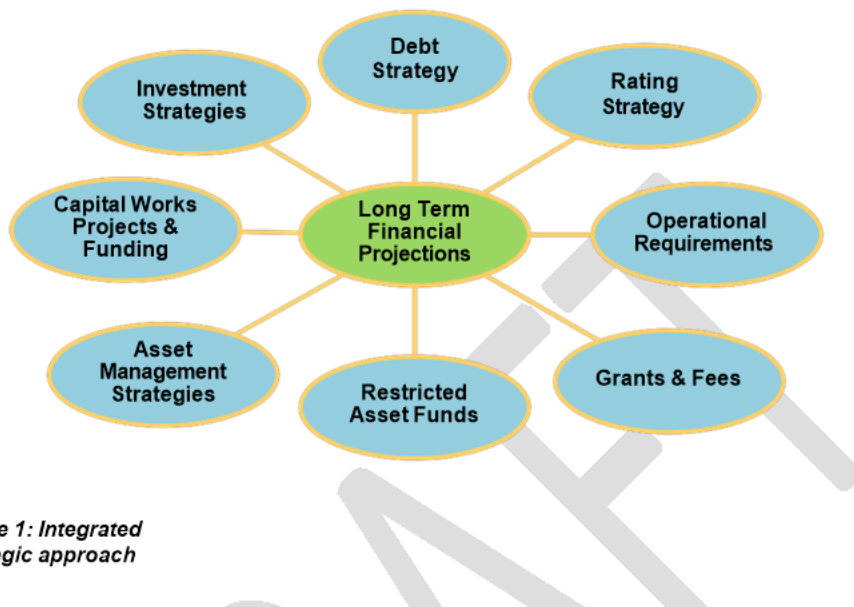 Debt
Strategy
Investment
Strategies
Rating
Strategy
Capital Works
Projects &
Funding
Long Term
Financial
Projections
Operational
Requirements
Asset
Management
Strategies
Restricted
Asset Funds
Grants & Fees
e 1: Integrated
egic approach